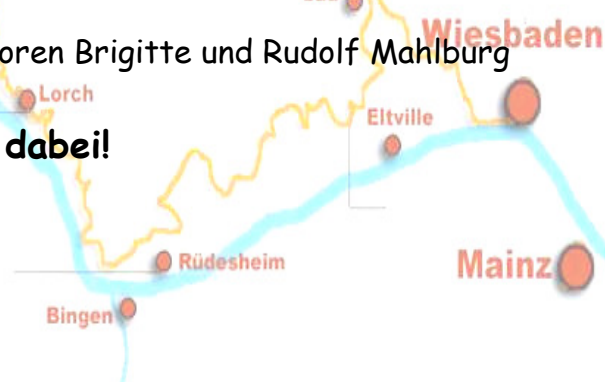 Wiesbaden
oren Brigitte und Rudolf Mahlburg
Lorch
Eltville
dabei!
Rüdesheim
Mainz
Bingen